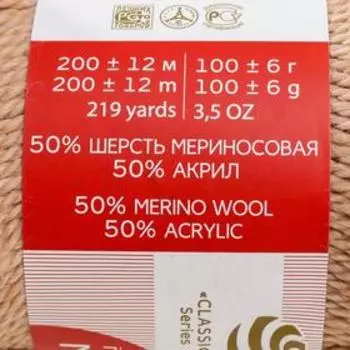 200 ± 12 м 100 ± 6 г
200 ± 12 m 100 ± 6 g
219 yards 3,5 OZ
50% ШЕРСТЬ МЕРИНОСОВАЯ
50% АКРИЛ
50% MERINO WOOL
50% ACRYLIC
«CLASSIC
Series